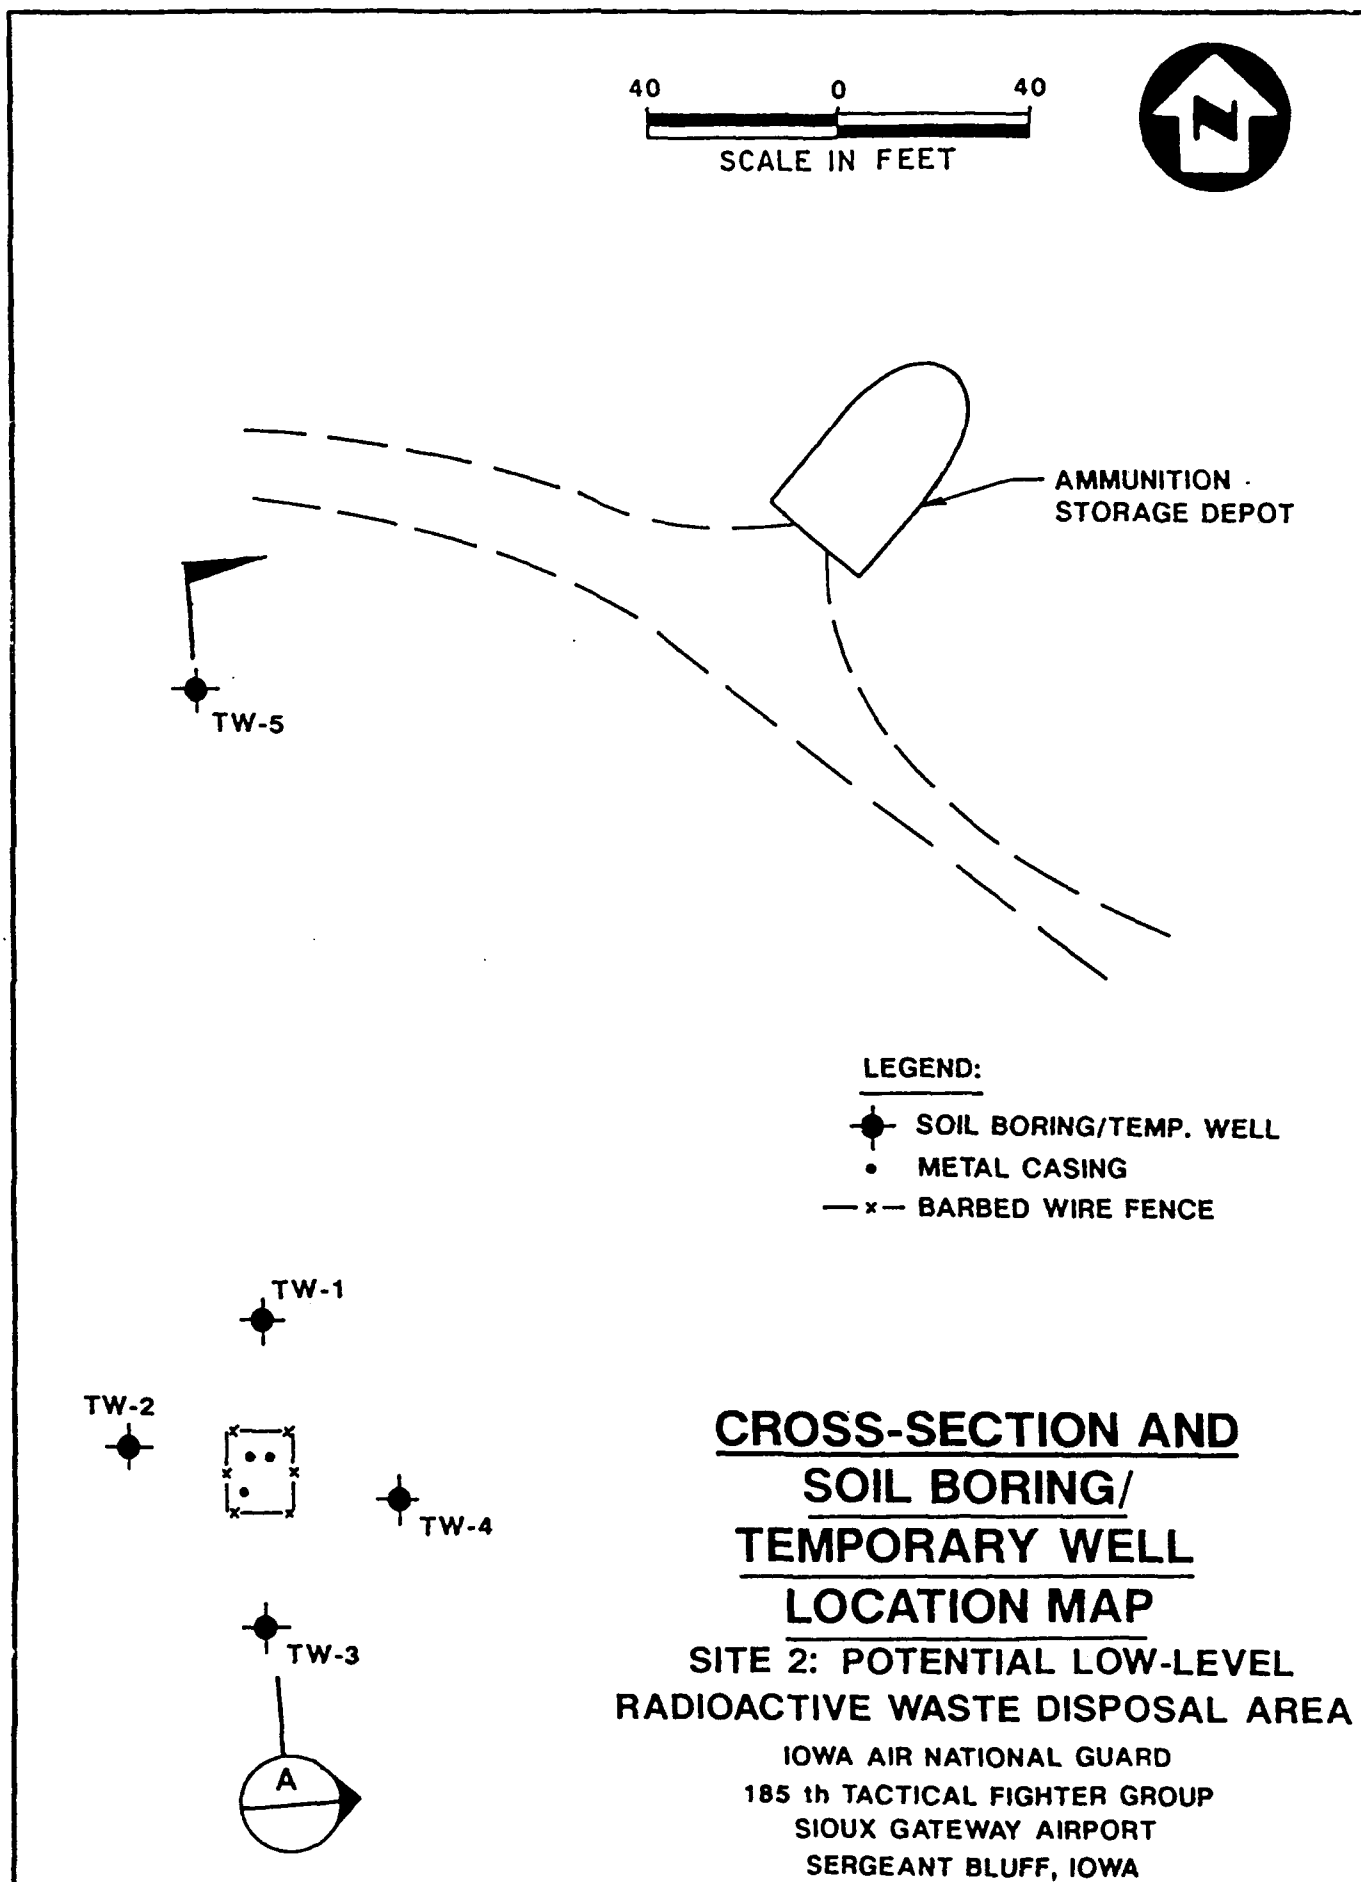 40 0 40
SCALE IN FEET
N
AMMUNITION
STORAGE DEPOT
TW-5
LEGEND:
SOIL BORING/TEMP. WELL
METAL CASING
—x— BARBED WIRE FENCE
TW-1
TW-2
TW-4
TW-3
A
CROSS-SECTION AND
SOIL BORING/
TEMPORARY WELL
LOCATION MAP
SITE 2: POTENTIAL LOW-LEVEL
RADIOACTIVE WASTE DISPOSAL AREA
IOWA AIR NATIONAL GUARD
185 th TACTICAL FIGHTER GROUP
SIOUX GATEWAY AIRPORT
SERGEANT BLUFF, IOWA